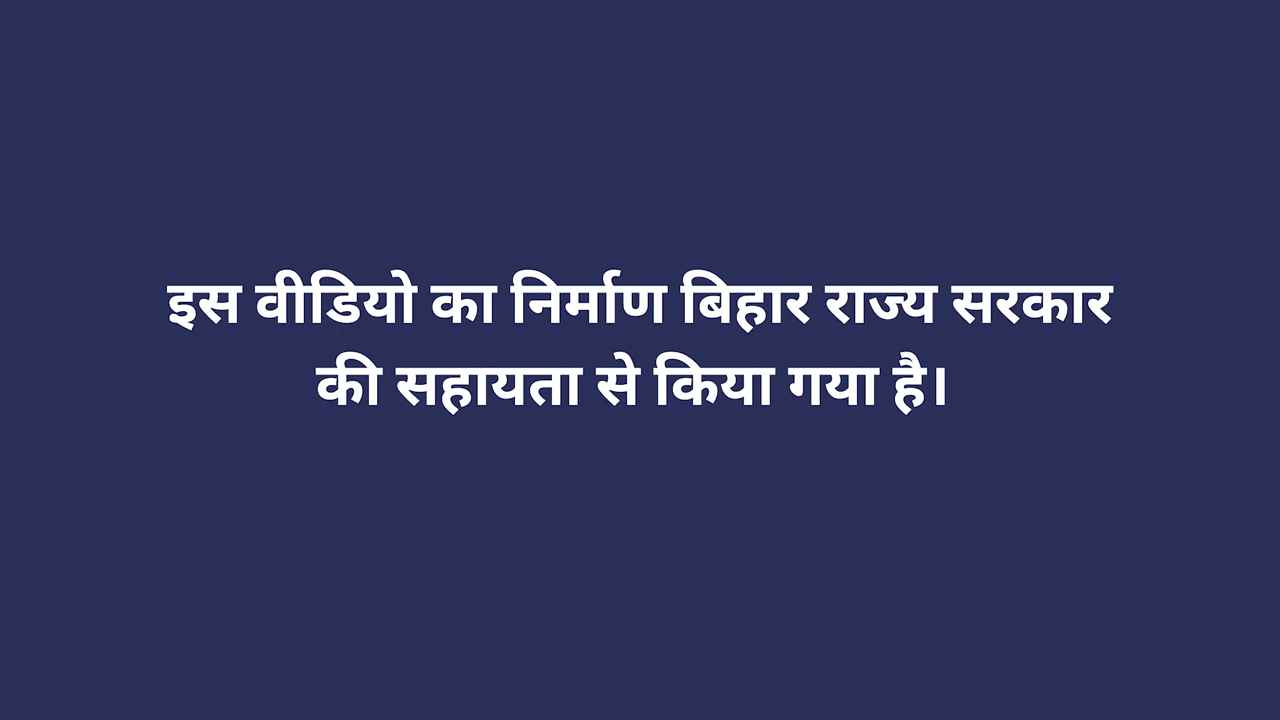 इस वीडियो का निर्माण बिहार राज्य सरकार
की सहायता से किया गया है।